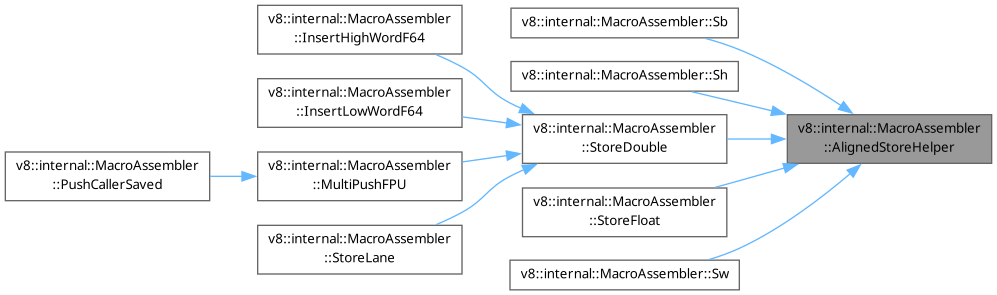 v8::internal::MacroAssembler
::PushCallerSaved
v8::internal::MacroAssembler
::InsertHighWordF64
v8::internal::MacroAssembler
::InsertLowWordF64
v8::internal::MacroAssembler
::MultiPushFPU
v8::internal::MacroAssembler
::StoreLane
v8::internal::MacroAssembler::Sb
v8::internal::MacroAssembler::Sh
v8::internal::MacroAssembler
::StoreDouble
v8::internal::MacroAssembler
::StoreFloat
v8::internal::MacroAssembler::Sw
v8::internal::MacroAssembler
::AlignedStoreHelper